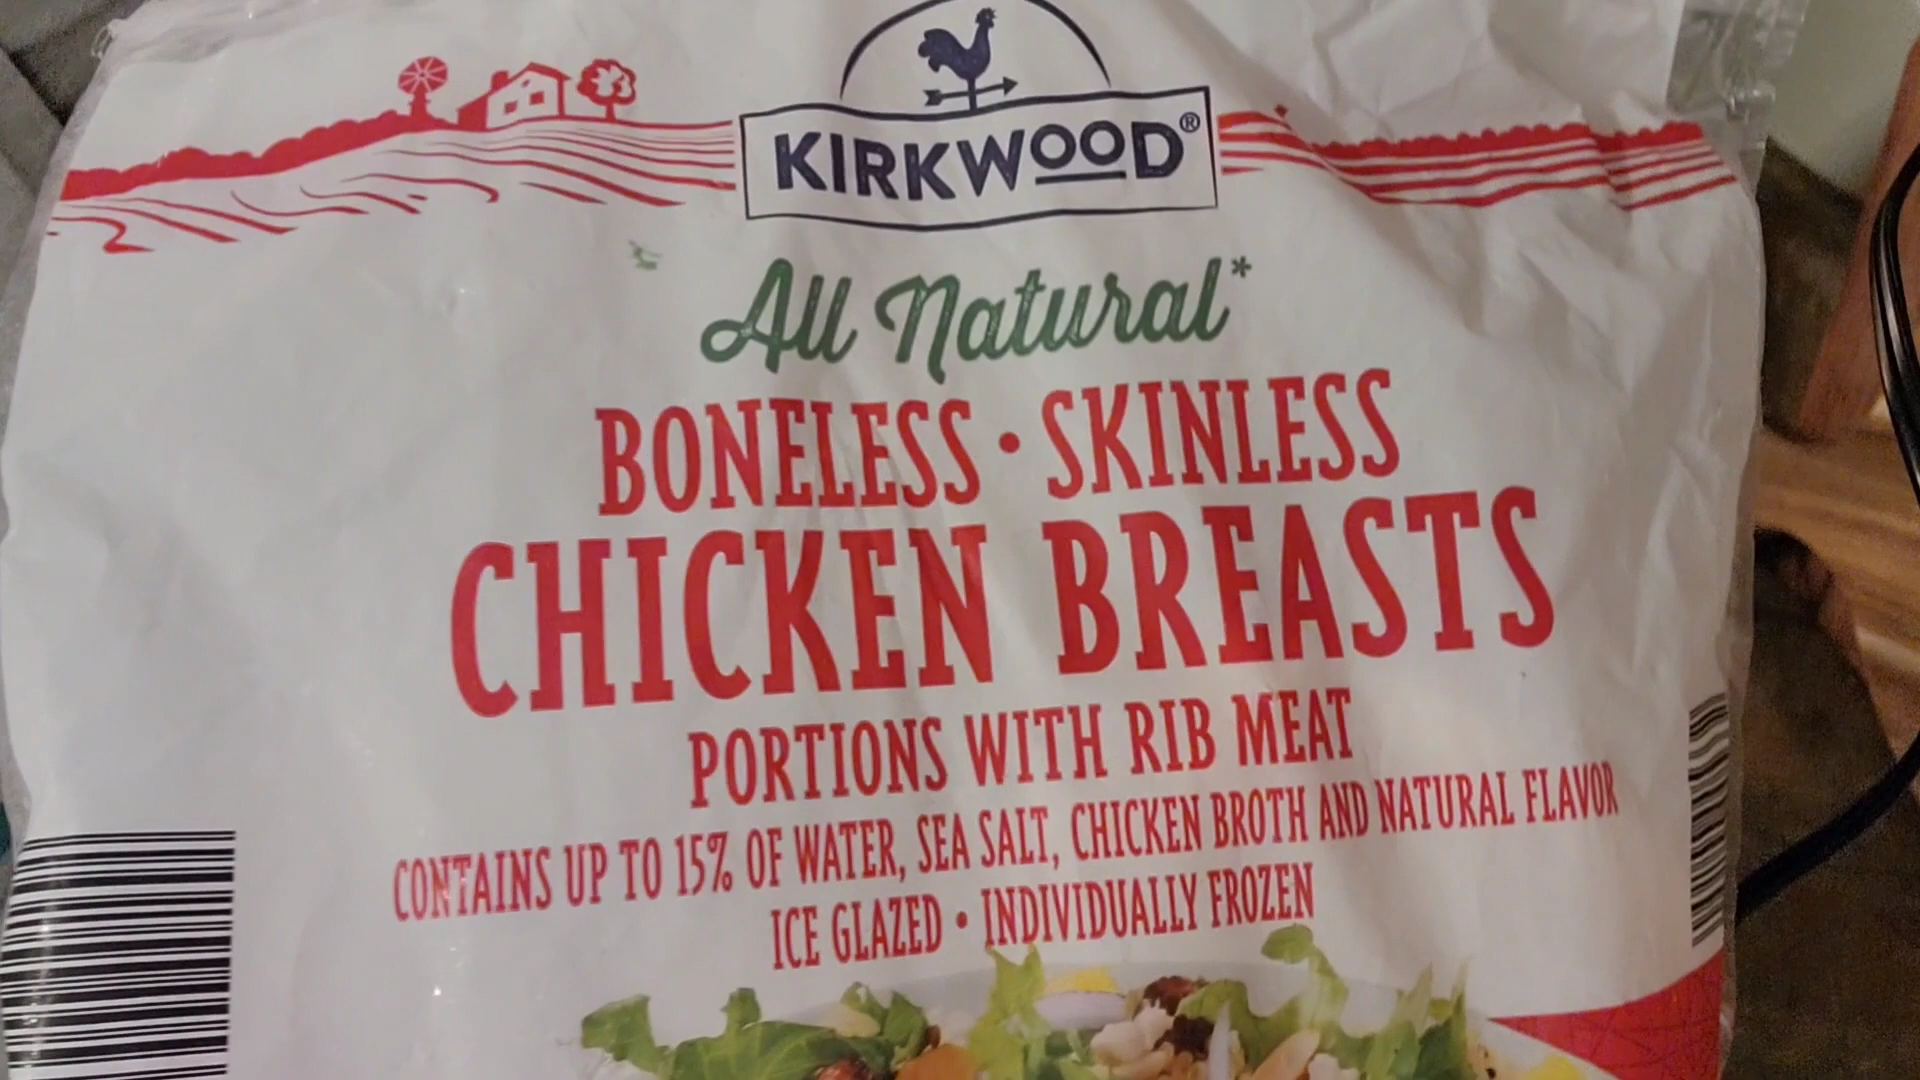 KIRKWOOD®
All Natural*
BONELESS • SKINLESS
CHICKEN BREASTS
PORTIONS WITH RIB MEAT
CONTAINS UP TO 15% OF WATER, SEA SALT, CHICKEN BROTH AND NATURAL FLAVOR
ICE GLAZED • INDIVIDUALLY FROZEN